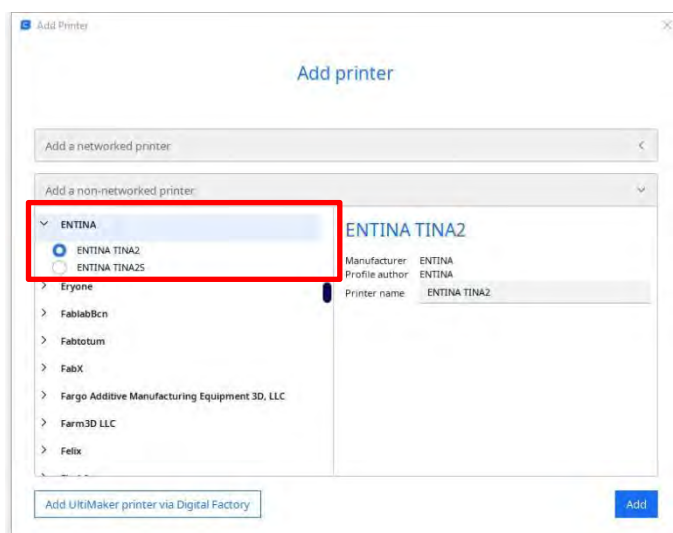 Add Printer
Add printer
Add a networked printer
Add a non-networked printer
ENTINA
ENTINA TINA2
ENTINA TINA2S
Eryone
FablabBcn
Fabtotum
FabX
Fargo Additive Manufacturing Equipment 3D, LLC
Farm3D LLC
Felix
ENTINA TINA2
Manufacturer ENTINA
Profile author ENTINA
Printer name ENTINA TINA2
Add UltiMaker printer via Digital Factory
Add